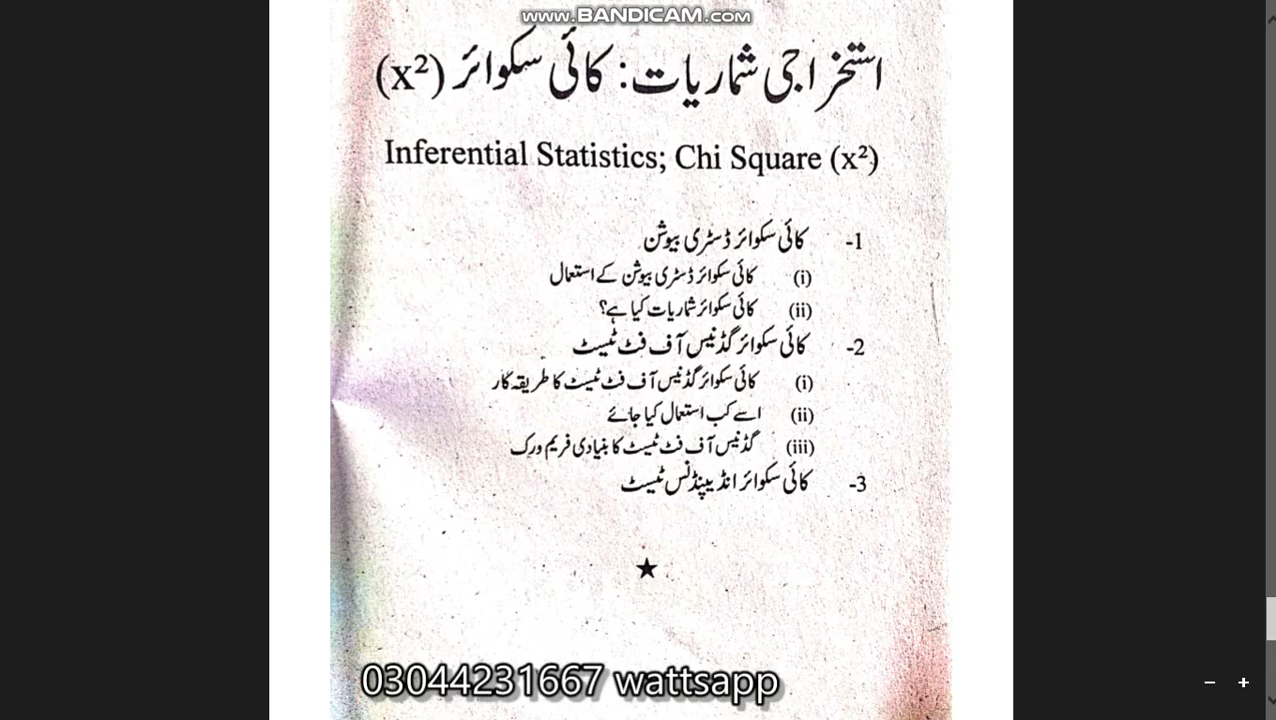 www.BANDICAM.com
استخراجی شماریات: کائی سکوائر (x²)
Inferential Statistics; Chi Square (x²)
1- کائی سکوائر ڈسٹری بیوشن
(i) کائی سکوائر ڈسٹری بیوشن کے استعمال
(ii) کائی سکوائر شماریات کیا ہے؟
2- کائی سکوائر گڈنیس آف فٹ ٹیسٹ
(i) کائی سکوائر گڈنیس آف فٹ ٹیسٹ کا طریقہ کار
(ii) اسے کب استعمال کیا جائے
(iii) گڈنیس آف فٹ ٹیسٹ کا بنیادی فریم ورک
3- کائی سکوائر انڈیپنڈنس ٹیسٹ
03044231667 wattsapp